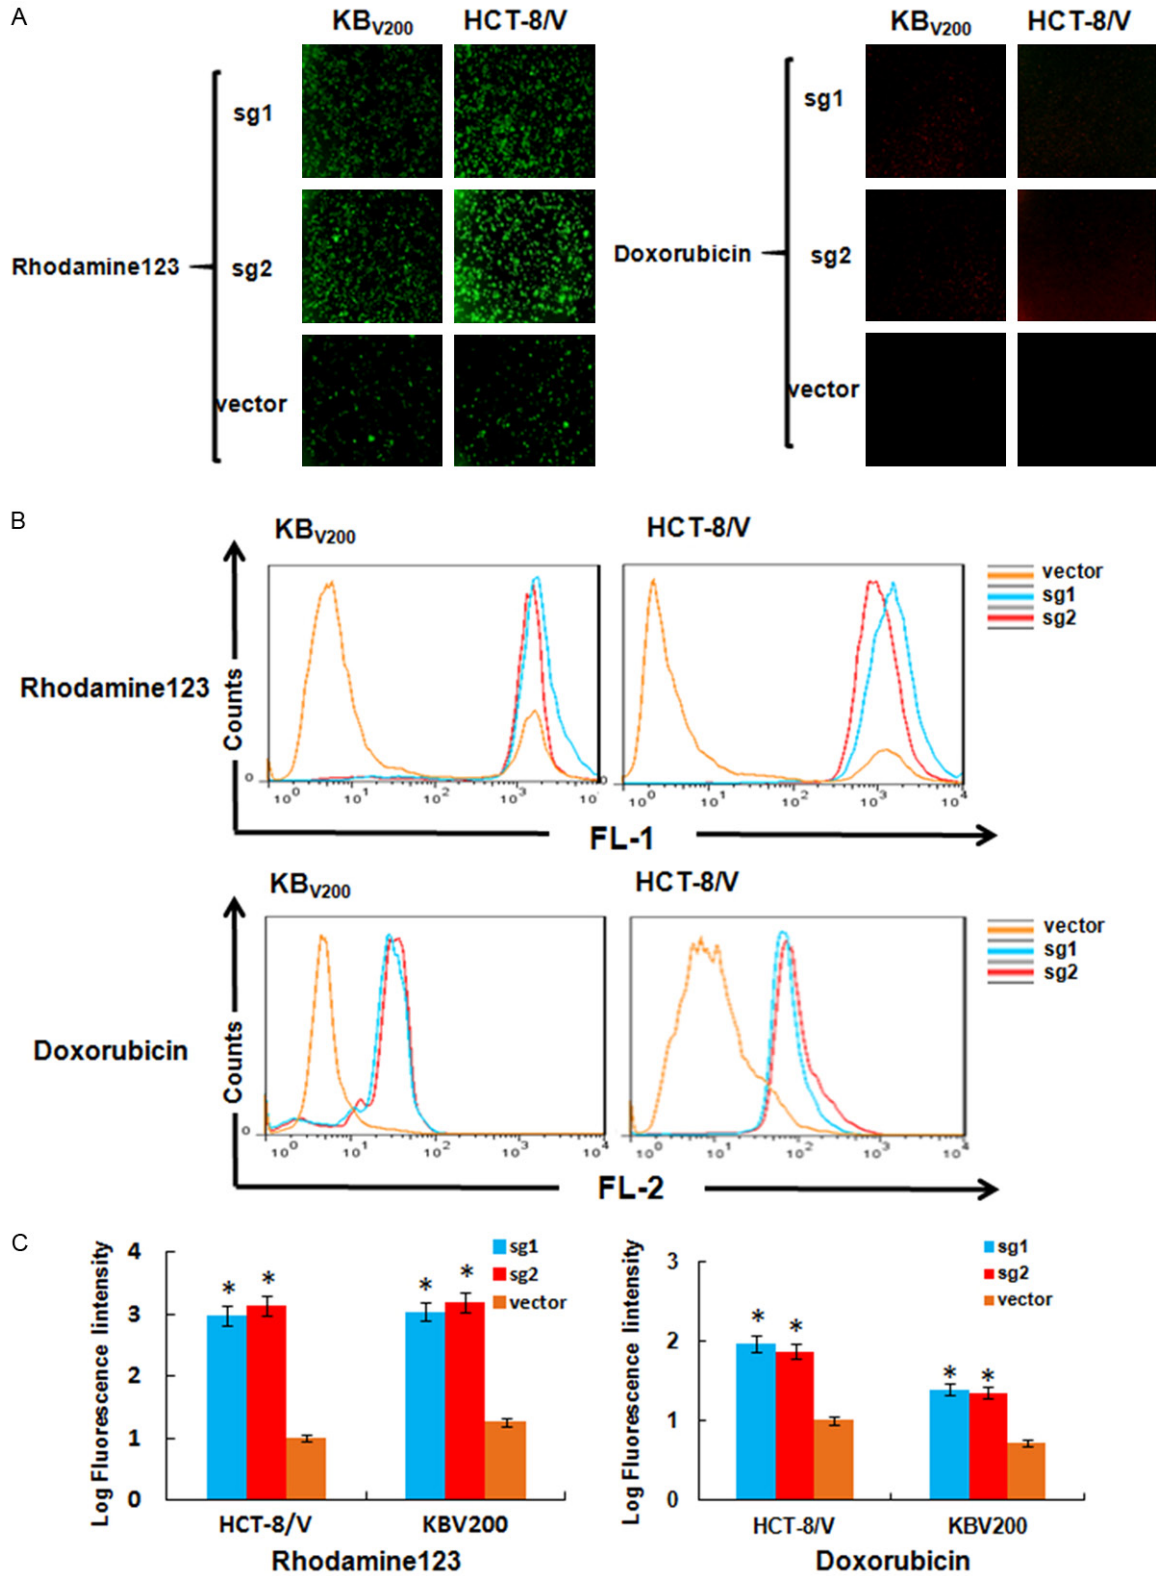 A
KBV200 HCT-8/V
KBV200 HCT-8/V
sg1
sg1
Rhodamine123
sg2
Doxorubicin
sg2
vector
vector
B
KBV200
HCT-8/V
vector
sg1
sg2
Rhodamine123
Counts
0
10^0 10^1 10^2 10^3 10
0
10^0 10^1 10^2 10^3 10^4
FL-1
KBV200
HCT-8/V
vector
sg1
sg2
Doxorubicin
Counts
0
10^0 10^1 10^2 10^3 10^4
10^0 10^1 10^2 10^3 10^4
FL-2
C
Log Fluorescence lintensity
4
3
2
1
0
* * * *
sg1
sg2
vector
HCT-8/V KBV200
Rhodamine123
Log Fluorescence lintensity
3
2
1
0
* * * *
sg1
sg2
vector
HCT-8/V KBV200
Doxorubicin